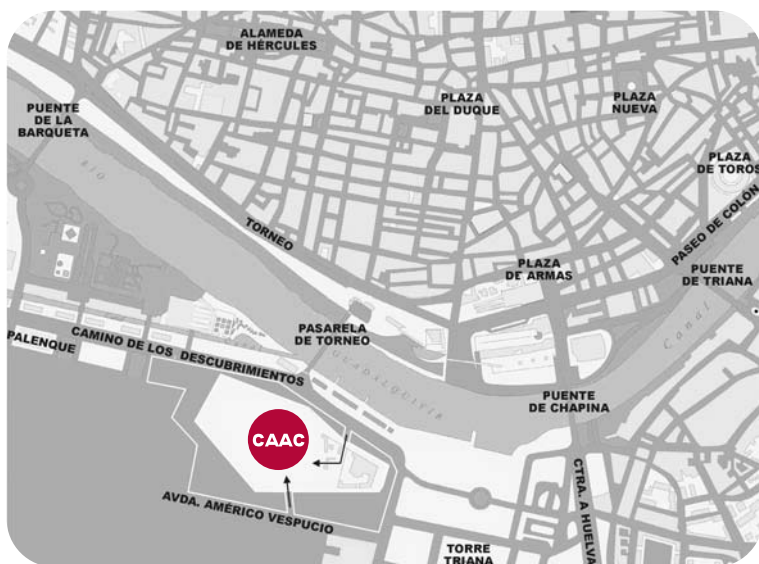 ALAMEDA
DE HÉRCULES
PUENTE
DE LA
BARQUETA
PLAZA
DEL DUQUE
PLAZA
NUEVA
PLAZA
DE TOROS
RIO
TORNEO
PASEO DE COLÓN
PLAZA
DE ARMAS
PUENTE
DE TRIANA
PASARELA
DE TORNEO
Canal
PALENQUE
CAMINO DE LOS DESCUBRIMIENTOS
GUADALQUIVIR
PUENTE
DE CHAPINA
CAAC
AVDA. AMÉRICO VESPUCIO
CTRA. A HUELVA
TORRE
TRIANA